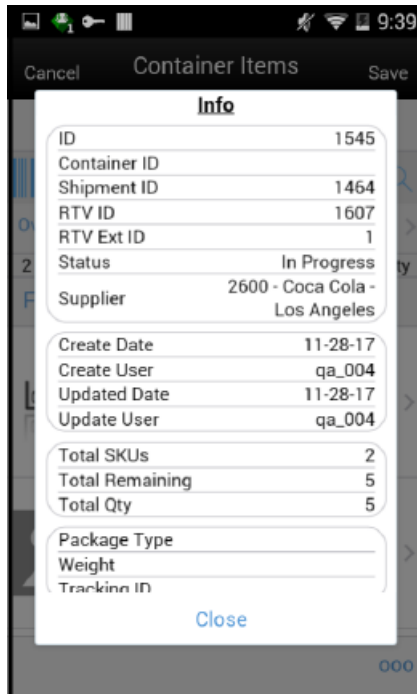 1 9:39
Cancel Container Items Save
Info
ID 1545
Container ID
Shipment ID 1464
RTV ID 1607
RTV Ext ID 1
Status In Progress
Supplier 2600 - Coca Cola -
Los Angeles
2 ty
Create Date 11-28-17
Create User qa_004
Updated Date 11-28-17
Update User qa_004
Total SKUs 2
Total Remaining 5
Total Qty 5
Package Type
Weight
Tracking ID
Close